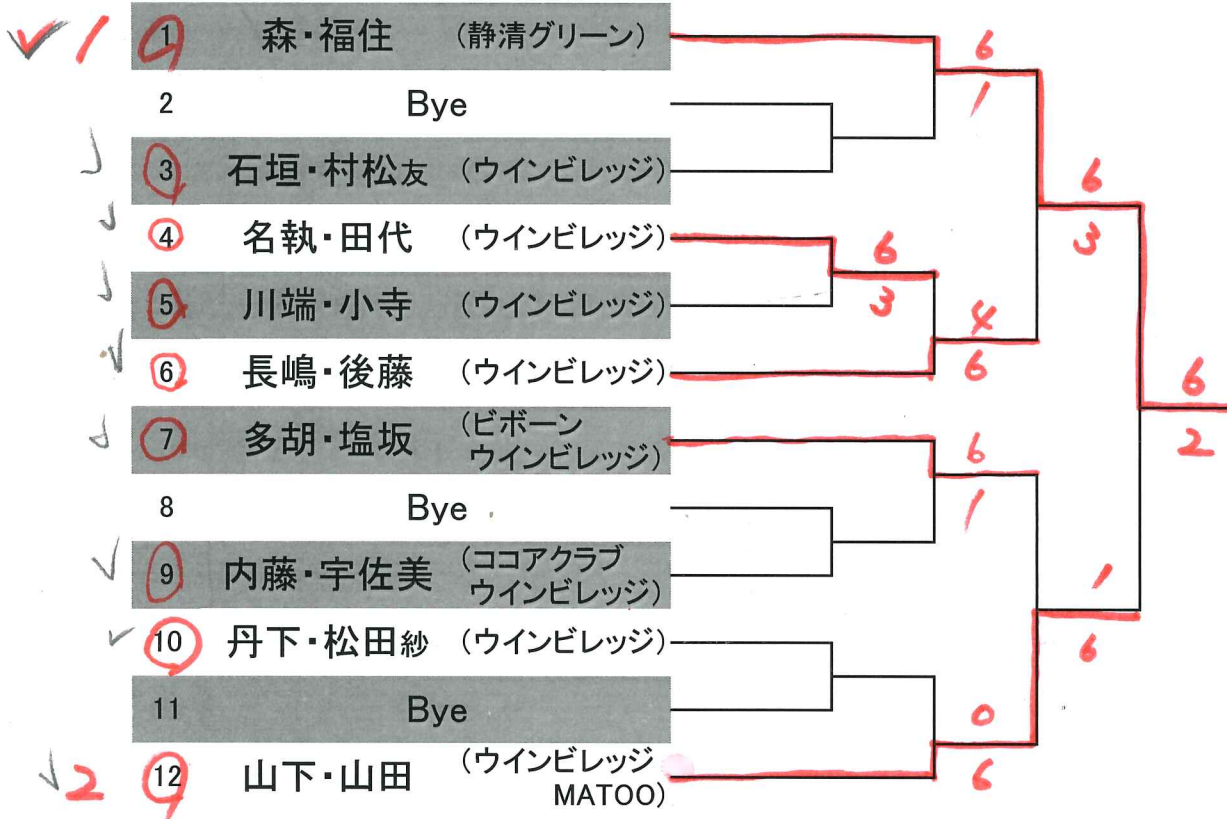 1 1 森・福住 (静清グリーン)
6
1
2 Bye
3 石垣・村松友 (ウインビレッジ)
6
3
4 名執・田代 (ウインビレッジ)
6
3
5 川端・小寺 (ウインビレッジ)
4
6
6 長嶋・後藤 (ウインビレッジ)
6
2
7 多胡・塩坂 (ビボーン
ウインビレッジ)
6
1
8 Bye
9 内藤・宇佐美 (ココアクラブ
ウインビレッジ)
1
6
10 丹下・松田紗 (ウインビレッジ)
11 Bye
0
6
2 12 山下・山田 (ウインビレッジ
MATOO)